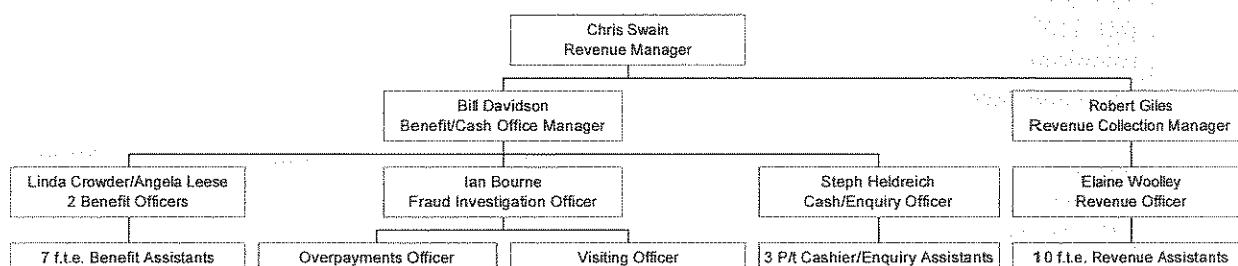 Chris Swain
Revenue Manager
Bill Davidson
Benefit/Cash Office Manager
Robert Giles
Revenue Collection Manager
Linda Crowder/Angela Leese
2 Benefit Officers
Ian Bourne
Fraud Investigation Officer
Steph Heldreich
Cash/Enquiry Officer
Elaine Woolley
Revenue Officer
7 f.t.e. Benefit Assistants
Overpayments Officer
Visiting Officer
3 P/t Cashier/Enquiry Assistants
10 f.t.e. Revenue Assistants